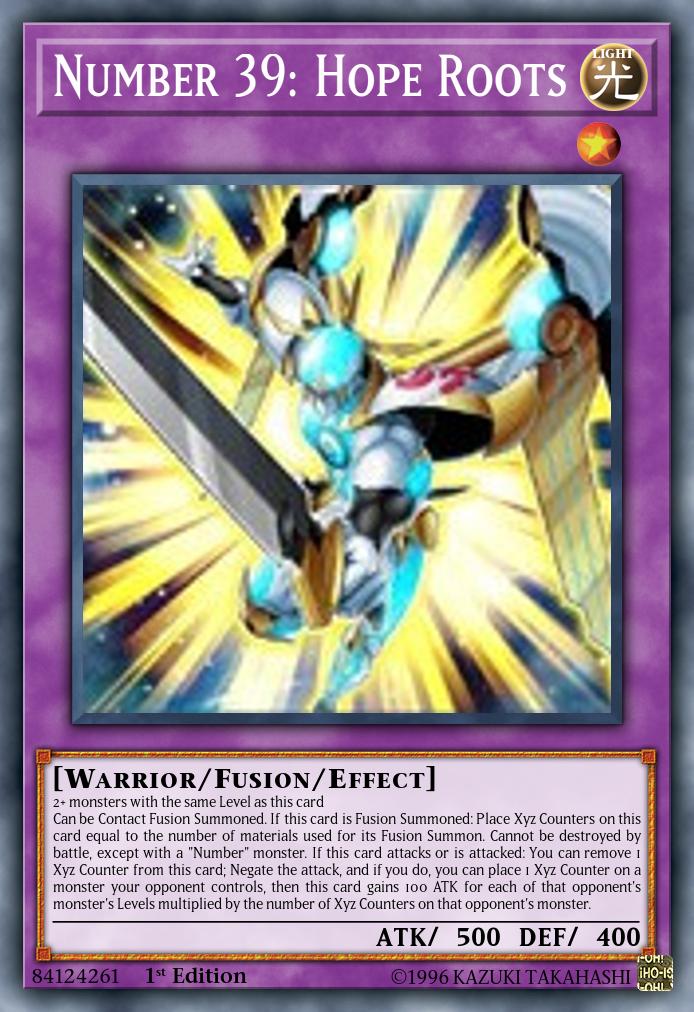 NUMBER 39: HOPE ROOTS
LIGHT
光
[WARRIOR/FUSION/EFFECT]
2+ monsters with the same Level as this card
Can be Contact Fusion Summoned. If this card is Fusion Summoned: Place Xyz Counters on this
card equal to the number of materials used for its Fusion Summon. Cannot be destroyed by
battle, except with a "Number" monster. If this card attacks or is attacked: You can remove 1
Xyz Counter from this card; Negate the attack, and if you do, you can place 1 Xyz Counter on a
monster your opponent controls, then this card gains 100 ATK for each of that opponent's
monster's Levels multiplied by the number of Xyz Counters on that opponent's monster.
ATK/ 500 DEF/ 400
84124261 1st Edition ©1996 KAZUKI TAKAHASHI